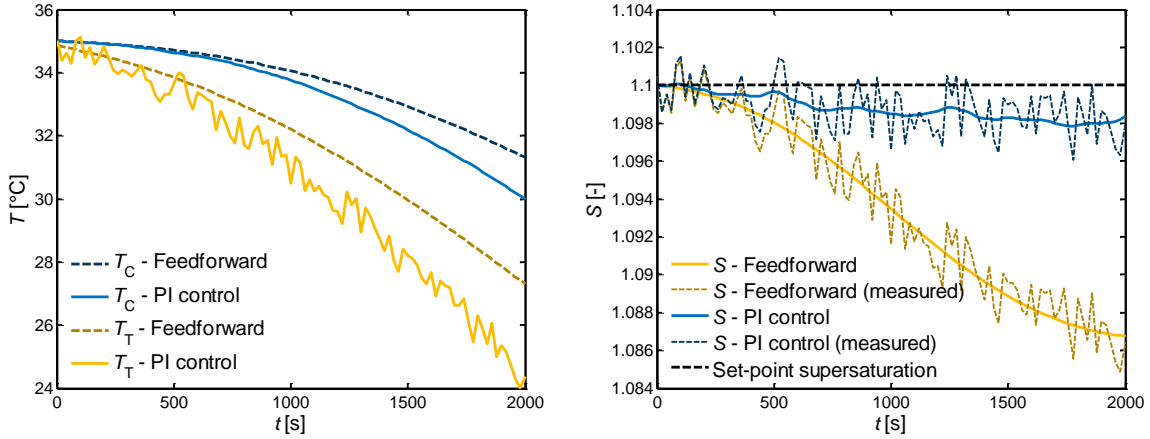 36
34
32
30
28
26
24
T [°C]
T_C - Feedforward
T_C - PI control
T_T - Feedforward
T_T - PI control
0 500 1000 1500 2000
t [s]
1.104
1.102
1.1
1.098
1.096
1.094
1.092
1.09
1.088
1.086
1.084
S [-]
S - Feedforward
S - Feedforward (measured)
S - PI control
S - PI control (measured)
Set-point supersaturation
0 500 1000 1500 2000
t [s]